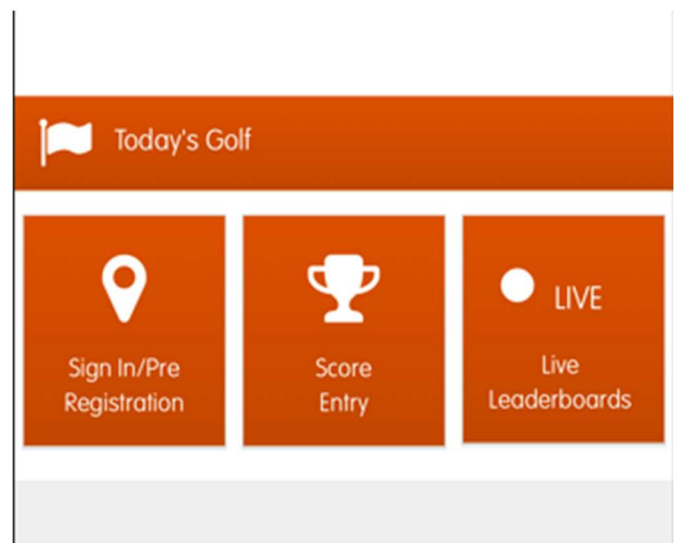 Today's Golf
Sign In/Pre
Registration
Score
Entry
LIVE
Live
Leaderboards